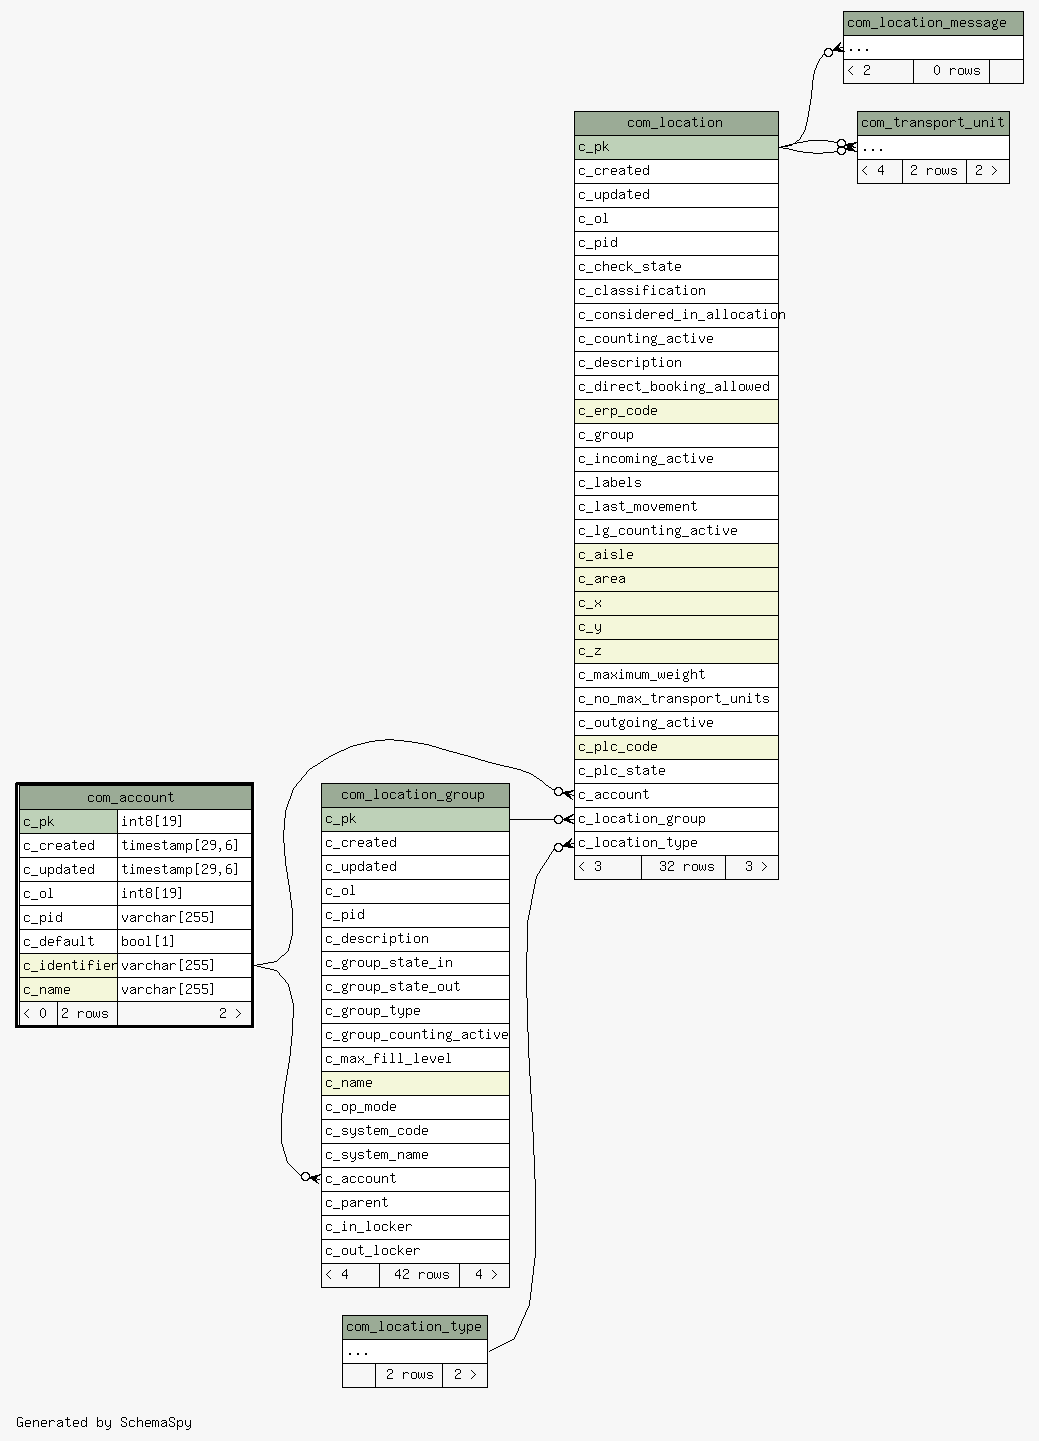 com_location_message
...
< 2 0 rows
com_transport_unit
...
< 4 2 rows 2 >
com_location
c_pk
c_created
c_updated
c_ol
c_pid
c_check_state
c_classification
c_considered_in_allocation
c_counting_active
c_description
c_direct_booking_allowed
c_erp_code
c_group
c_incoming_active
c_labels
c_last_movement
c_lg_counting_active
c_aisle
c_area
c_x
c_y
c_z
c_maximum_weight
c_no_max_transport_units
c_outgoing_active
c_plc_code
c_plc_state
c_account
c_location_group
c_location_type
< 3 32 rows 3 >
com_account
c_pk int8[19]
c_created timestamp[29,6]
c_updated timestamp[29,6]
c_ol int8[19]
c_pid varchar[255]
c_default bool[1]
c_identifier varchar[255]
c_name varchar[255]
< 0 2 rows 2 >
com_location_group
c_pk
c_created
c_updated
c_ol
c_pid
c_description
c_group_state_in
c_group_state_out
c_group_type
c_group_counting_active
c_max_fill_level
c_name
c_op_mode
c_system_code
c_system_name
c_account
c_parent
c_in_locker
c_out_locker
< 4 42 rows 4 >
com_location_type
...
2 rows 2 >
Generated by SchemaSpy